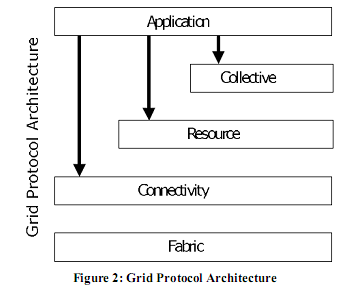 Grid Protocol Architecture
Application
Collective
Resource
Connectivity
Fabric
Figure 2: Grid Protocol Architecture